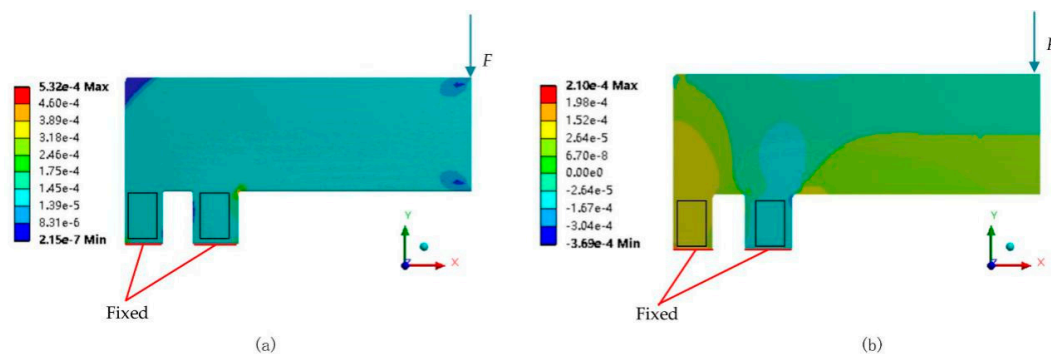 F
5.32e-4 Max
4.60e-4
3.89e-4
3.18e-4
2.46e-4
1.75e-4
1.45e-4
1.39e-5
8.31e-6
2.15e-7 Min
Y
X
Fixed
(a)
2.10e-4 Max
1.98e-4
1.52e-4
2.64e-5
6.70e-8
0.00e0
-2.64e-5
-1.67e-4
-3.04e-4
-3.69e-4 Min
Y
X
Fixed
(b)